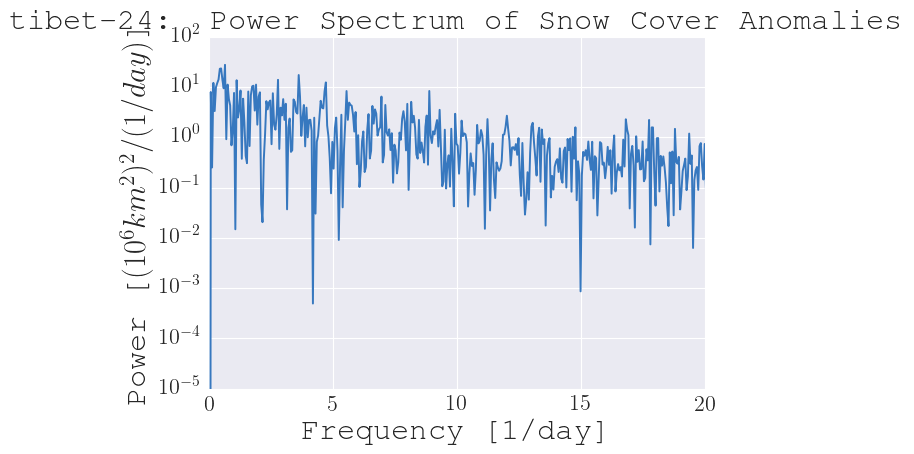 tibet-24: Power Spectrum of Snow Cover Anomalies
Power [(10^6 km^2)^2/(1/day)]
10^2
10^1
10^0
10^-1
10^-2
10^-3
10^-4
10^-5
0 5 10 15 20
Frequency [1/day]